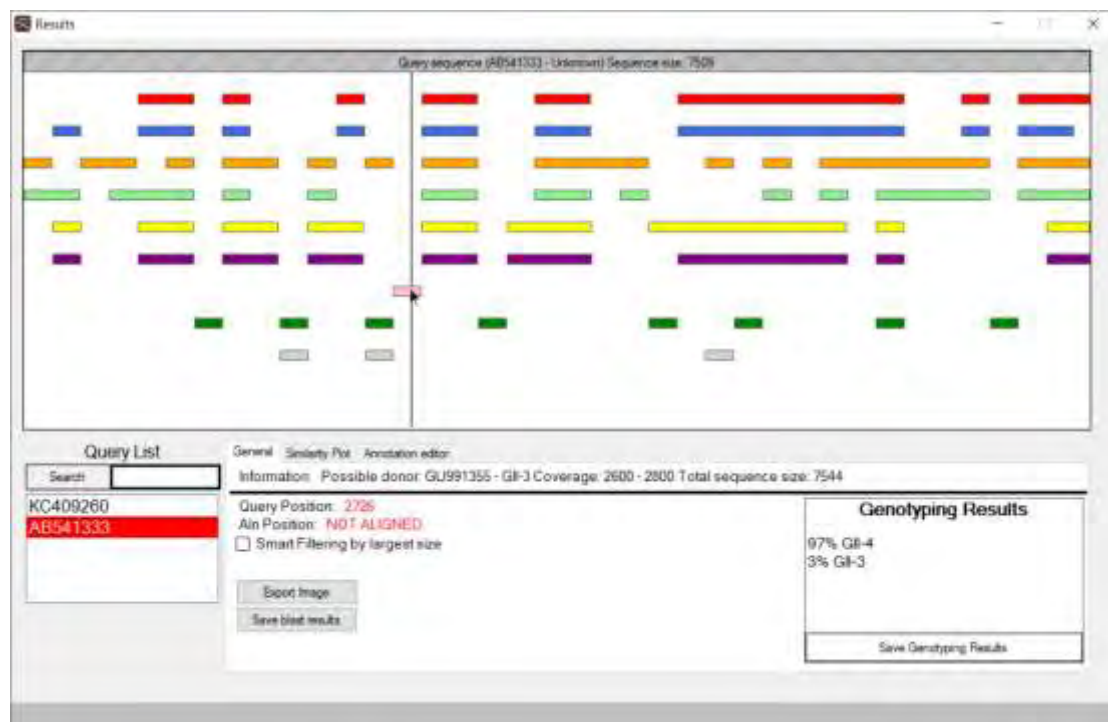 Results
Query sequence (AB541333 - Unknown) Sequence size: 7509
Query List
Search
KC409260
AB541333
General Similarity Plot Annotation editor
Information: Possible donor: GU991355 - GII-3 Coverage: 2600 - 2800 Total sequence size: 7544
Query Position: 2726
Aln Position: NOT ALIGNED
Smart Filtering by largest size
Export Image
Save blast results
Genotyping Results
97% GII-4
3% GII-3
Save Genotyping Results